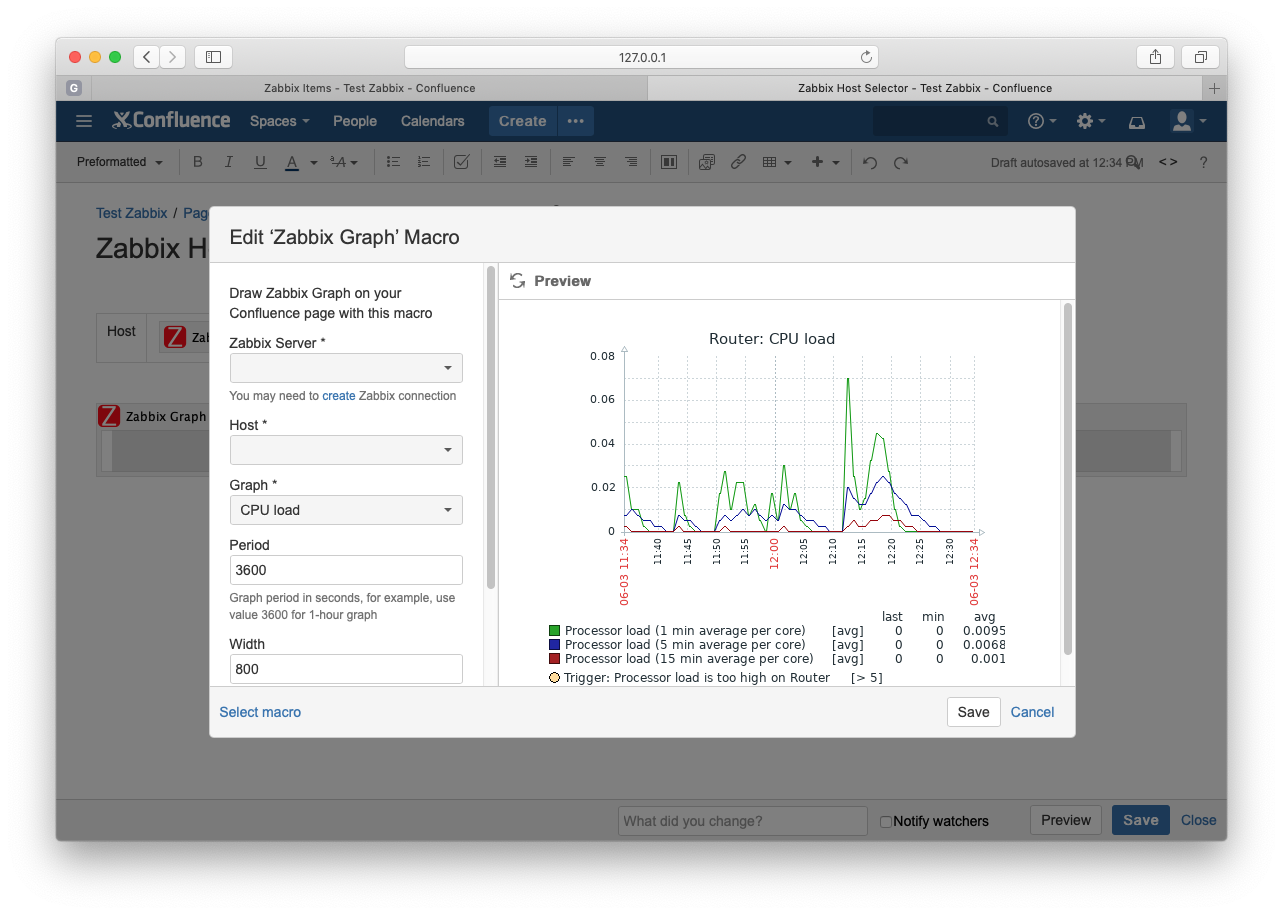 127.0.0.1
G
Zabbix Items - Test Zabbix - Confluence
Zabbix Host Selector - Test Zabbix - Confluence
Confluence Spaces People Calendars Create
Preformatted B I U A A Draft autosaved at 12:34 PM <> ?
Test Zabbix /
Zabbix H
Host
Zabbix Graph
Edit ‘Zabbix Graph’ Macro
Draw Zabbix Graph on your
Confluence page with this macro
Zabbix Server *
You may need to create Zabbix connection
Host *
Graph *
CPU load
Period
3600
Graph period in seconds, for example, use
value 3600 for 1-hour graph
Width
800
Preview
Router: CPU load
0.08
0.06
0.04
0.02
0
06-03 11:34 11:40 11:45 11:50 11:55 12:00 12:05 12:10 12:15 12:20 12:25 12:30 06-03 12:34
last min avg
Processor load (1 min average per core) [avg] 0 0 0.0095
Processor load (5 min average per core) [avg] 0 0 0.0068
Processor load (15 min average per core) [avg] 0 0 0.001
Trigger: Processor load is too high on Router [> 5]
Select macro
Save Cancel
What did you change?
Notify watchers
Preview Save Close